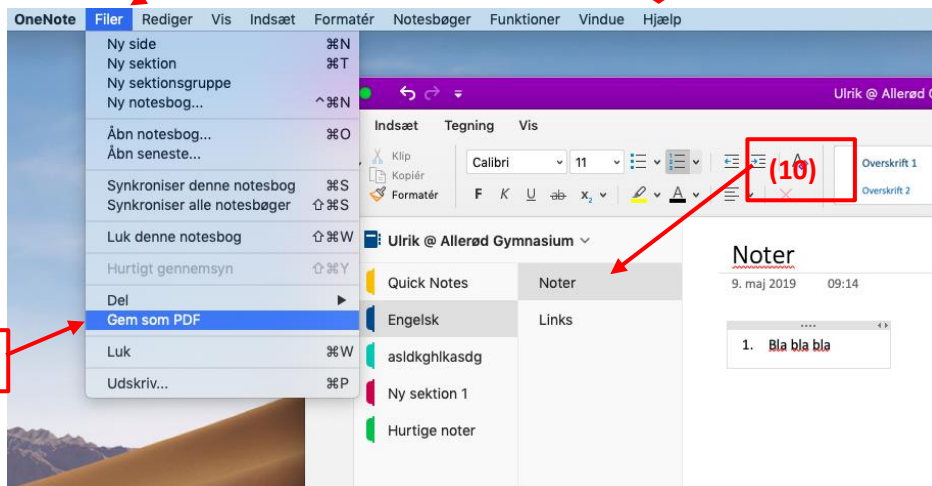 OneNote Filer Rediger Vis Indsæt Formatér Notesbøger Funktioner Vindue Hjælp
Ny side ⌘N
Ny sektion ⌘T
Ny sektionsgruppe
Ny notesbog... ^⌘N
Åbn notesbog... ⌘O
Åbn seneste...
Synkroniser denne notesbog ⌘S
Synkroniser alle notesbøger ⇧⌘S
Luk denne notesbog ⇧⌘W
Hurtigt gennemsyn ⇧⌘Y
Del ▶
Gem som PDF
Luk ⌘W
Udskriv... ⌘P
Ulrik @ Allerød
Indsæt Tegning Vis
Klip
Kopiér
Formatér
Calibri 11
F K U ab x₂ A
(10)
Overskrift 1
Overskrift 2
Ulrik @ Allerød Gymnasium
Quick Notes
Engelsk
asldkghlkasdg
Ny sektion 1
Hurtige noter
Noter
Links
Noter
9. maj 2019 09:14
1. Bla bla bla